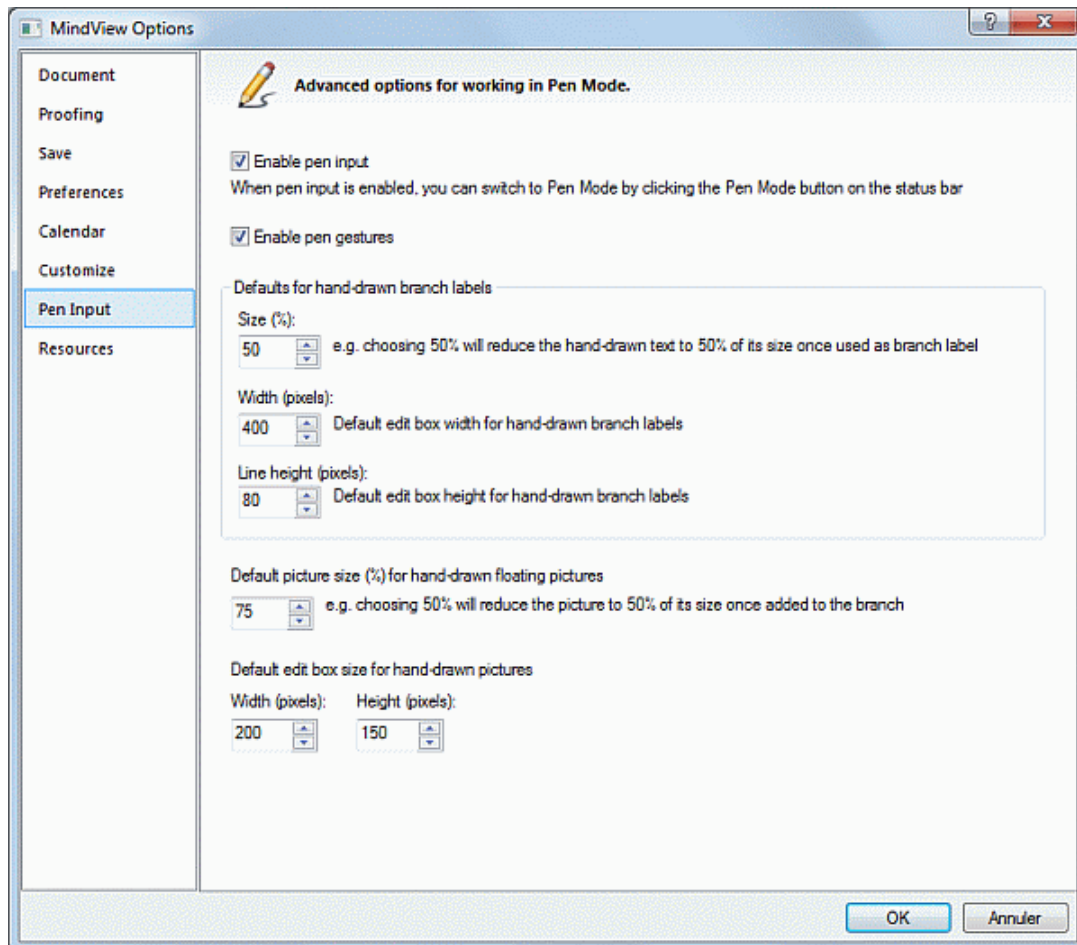 MindView Options
Document
Proofing
Save
Preferences
Calendar
Customize
Pen Input
Resources
Advanced options for working in Pen Mode.
Enable pen input
When pen input is enabled, you can switch to Pen Mode by clicking the Pen Mode button on the status bar
Enable pen gestures
Defaults for hand-drawn branch labels
Size (%):
50 e.g. choosing 50% will reduce the hand-drawn text to 50% of its size once used as branch label
Width (pixels):
400 Default edit box width for hand-drawn branch labels
Line height (pixels):
80 Default edit box height for hand-drawn branch labels
Default picture size (%) for hand-drawn floating pictures
75 e.g. choosing 50% will reduce the picture to 50% of its size once added to the branch
Default edit box size for hand-drawn pictures
Width (pixels): Height (pixels):
200 150
OK Annuler